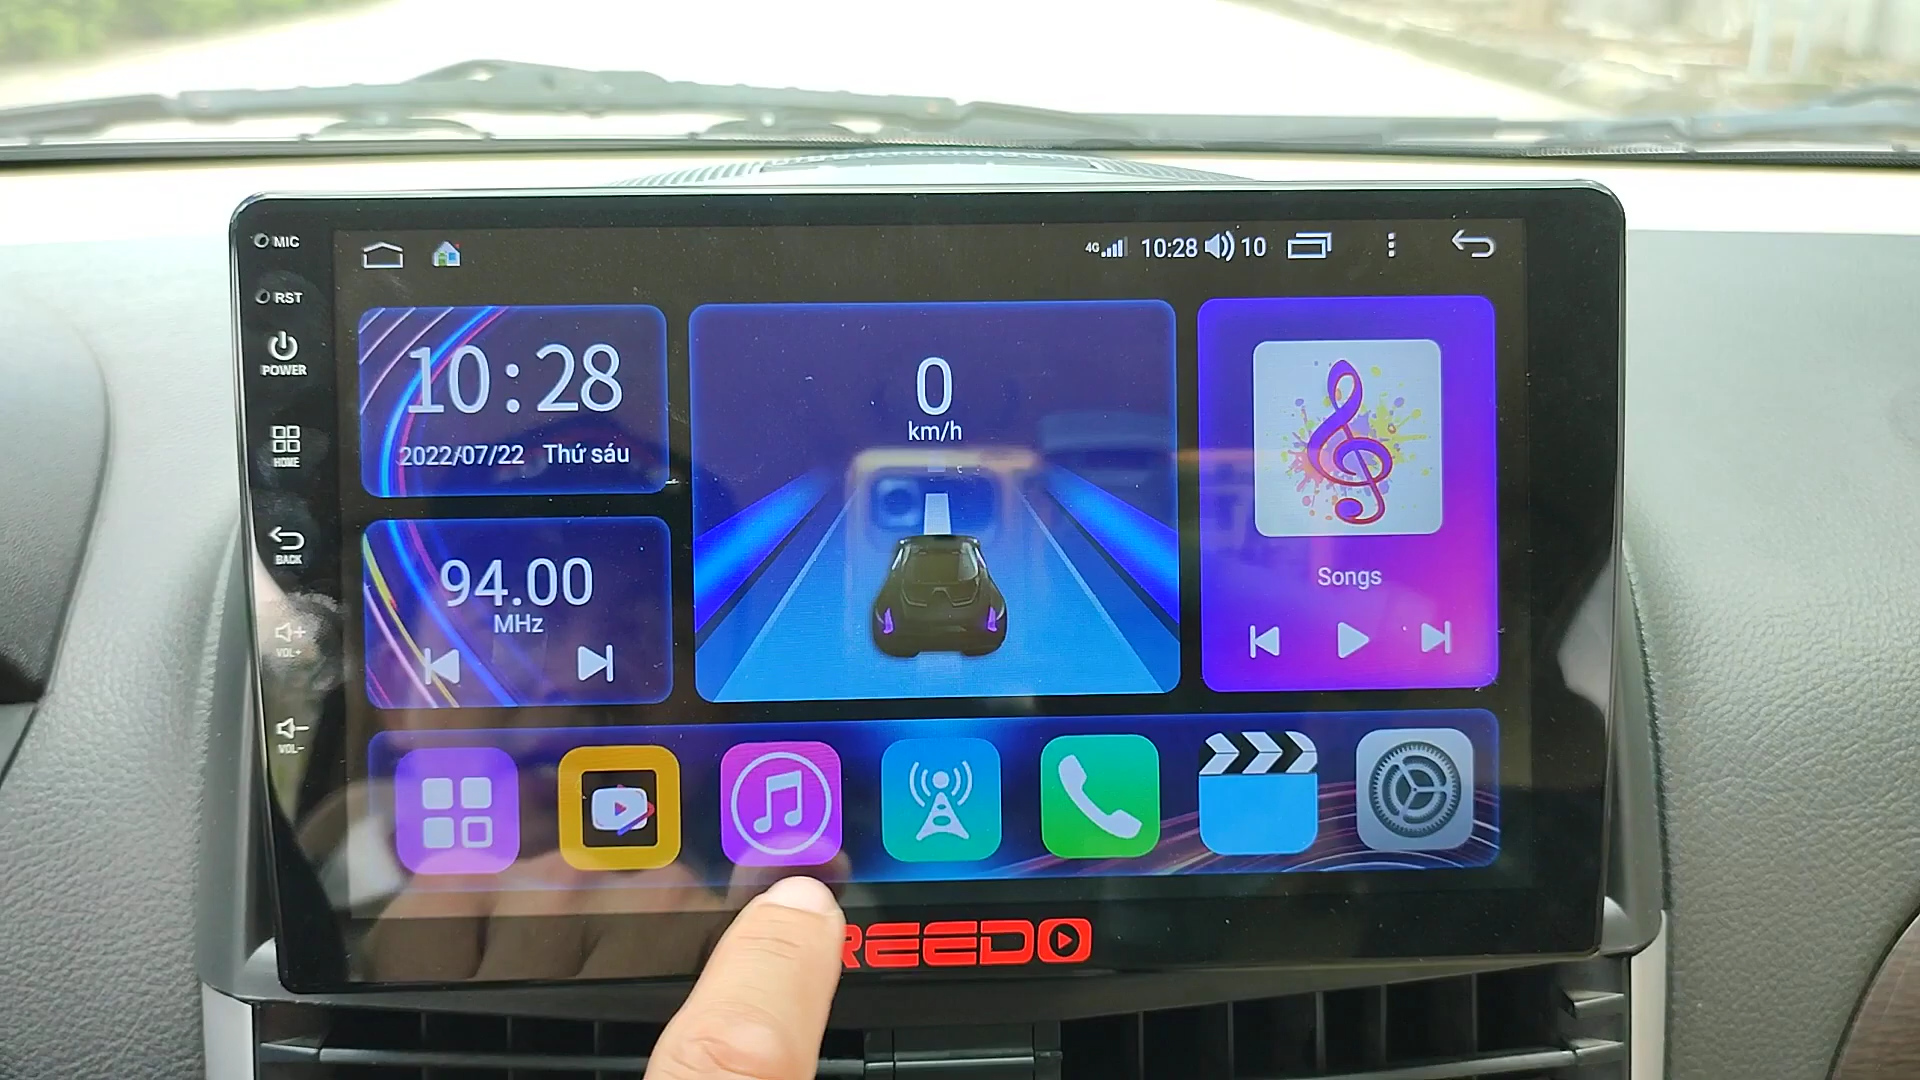 MIC
RST
POWER
HOME
BACK
VOL+
VOL-
4G 10:28 10
10:28
2022/07/22 Thứ sáu
94.00
MHz
0
km/h
Songs
REEDO